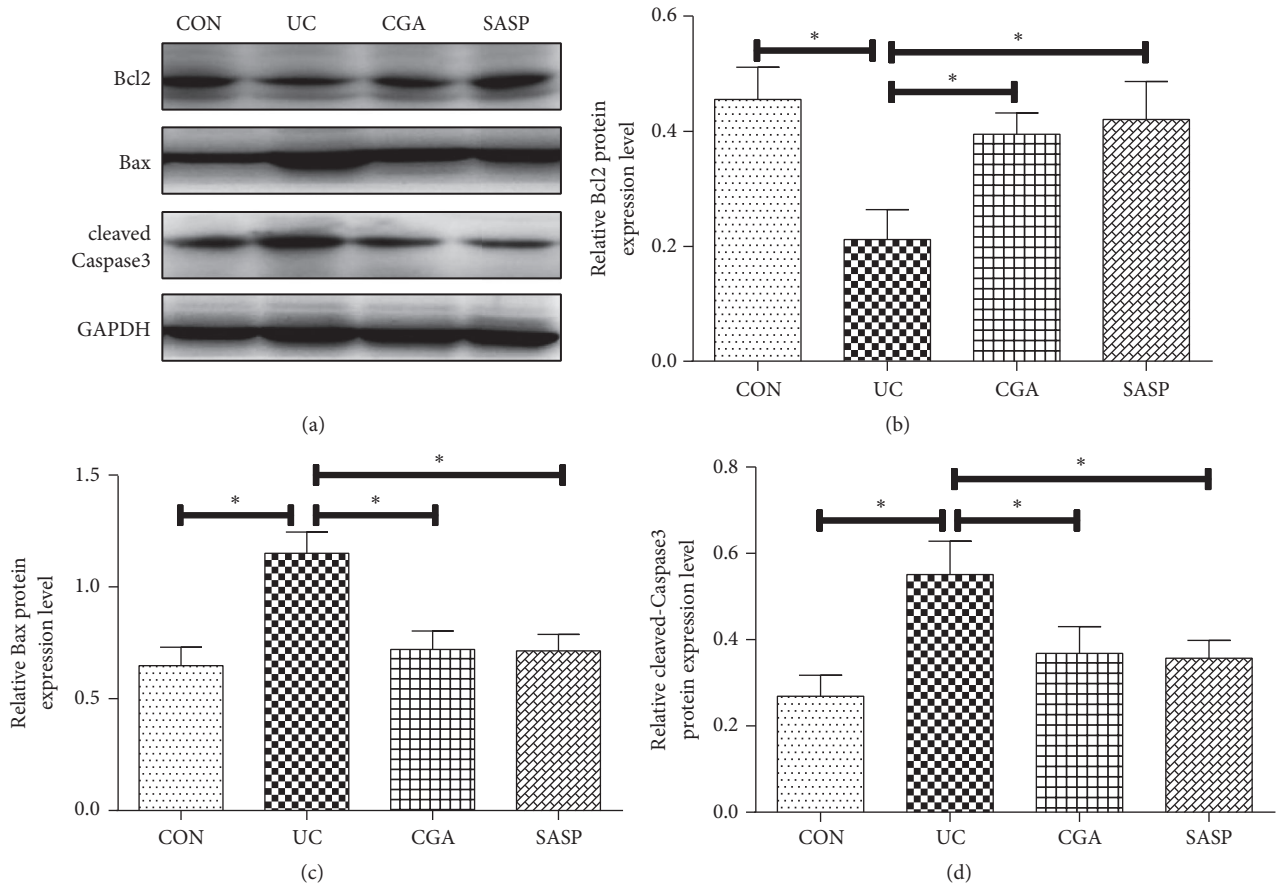 CON UC CGA SASP
Bcl2
Bax
cleaved
Caspase3
GAPDH
(a)
Relative Bcl2 protein
expression level
0.6
0.4
0.2
0.0
* * *
CON UC CGA SASP
(b)
Relative Bax protein
expression level
1.5
1.0
0.5
0.0
* * *
CON UC CGA SASP
(c)
Relative cleaved-Caspase3
protein expression level
0.8
0.6
0.4
0.2
0.0
* * *
CON UC CGA SASP
(d)